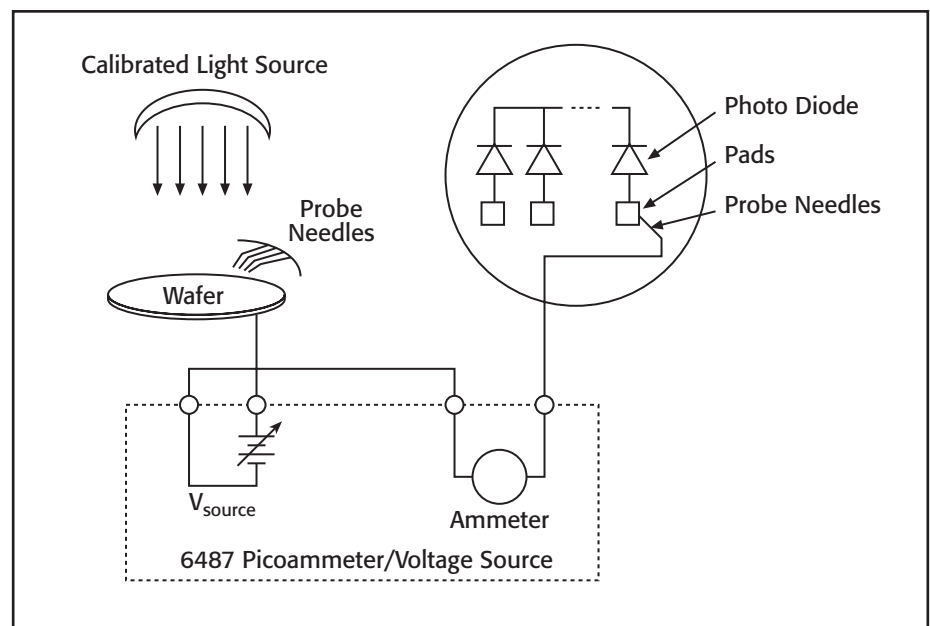 Calibrated Light Source
Probe
Needles
Wafer
Photo Diode
Pads
Probe Needles
Vsource
Ammeter
6487 Picoammeter/Voltage Source